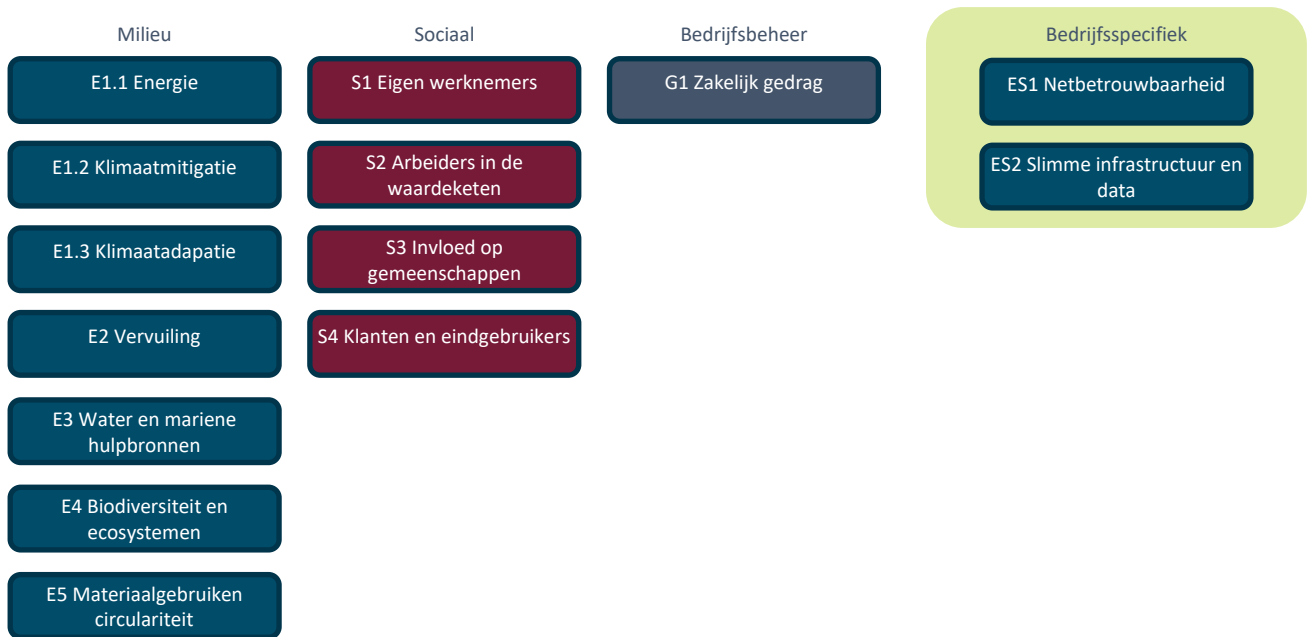 Milieu
E1.1 Energie
E1.2 Klimaatmitigatie
E1.3 Klimaatadapatie
E2 Vervuiling
E3 Water en mariene
hulpbronnen
E4 Biodiversiteit en
ecosystemen
E5 Materiaalgebruiken
circulariteit
Sociaal
S1 Eigen werknemers
S2 Arbeiders in de
waardeketen
S3 Invloed op
gemeenschappen
S4 Klanten en eindgebruikers
Bedrijfsbeheer
G1 Zakelijk gedrag
Bedrijfsspecifiek
ES1 Netbetrouwbaarheid
ES2 Slimme infrastructuur en
data